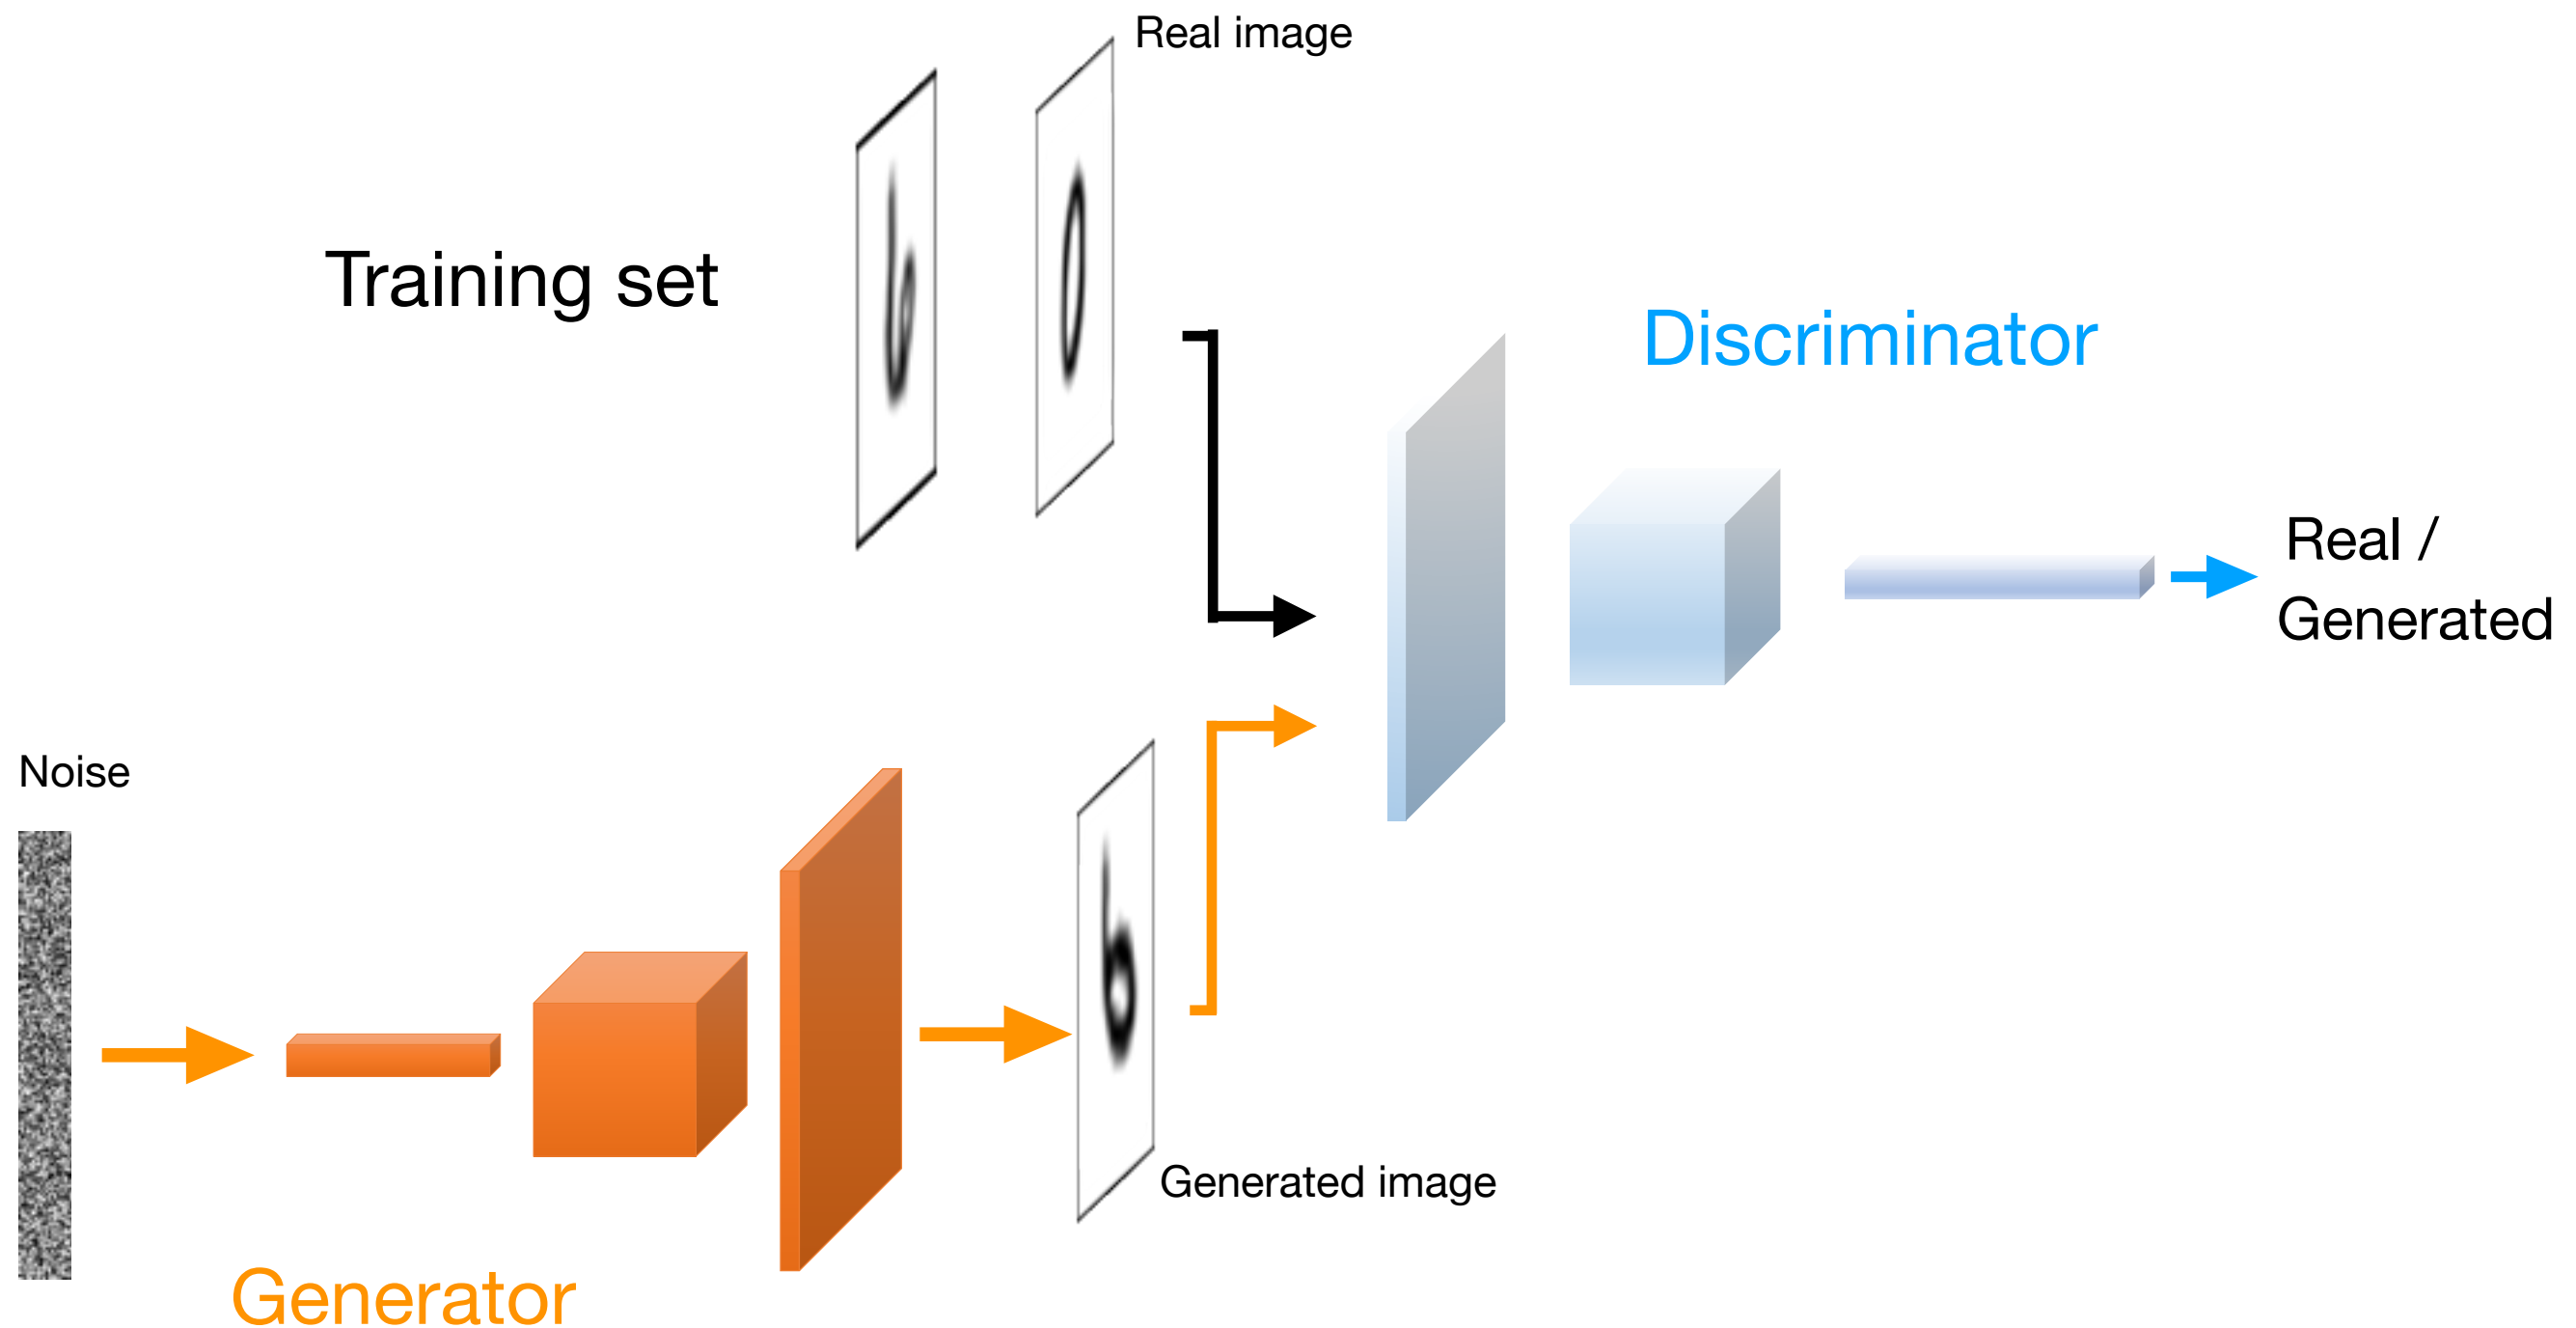 Real image
Training set
Discriminator
Real /
Generated
Noise
Generated image
Generator